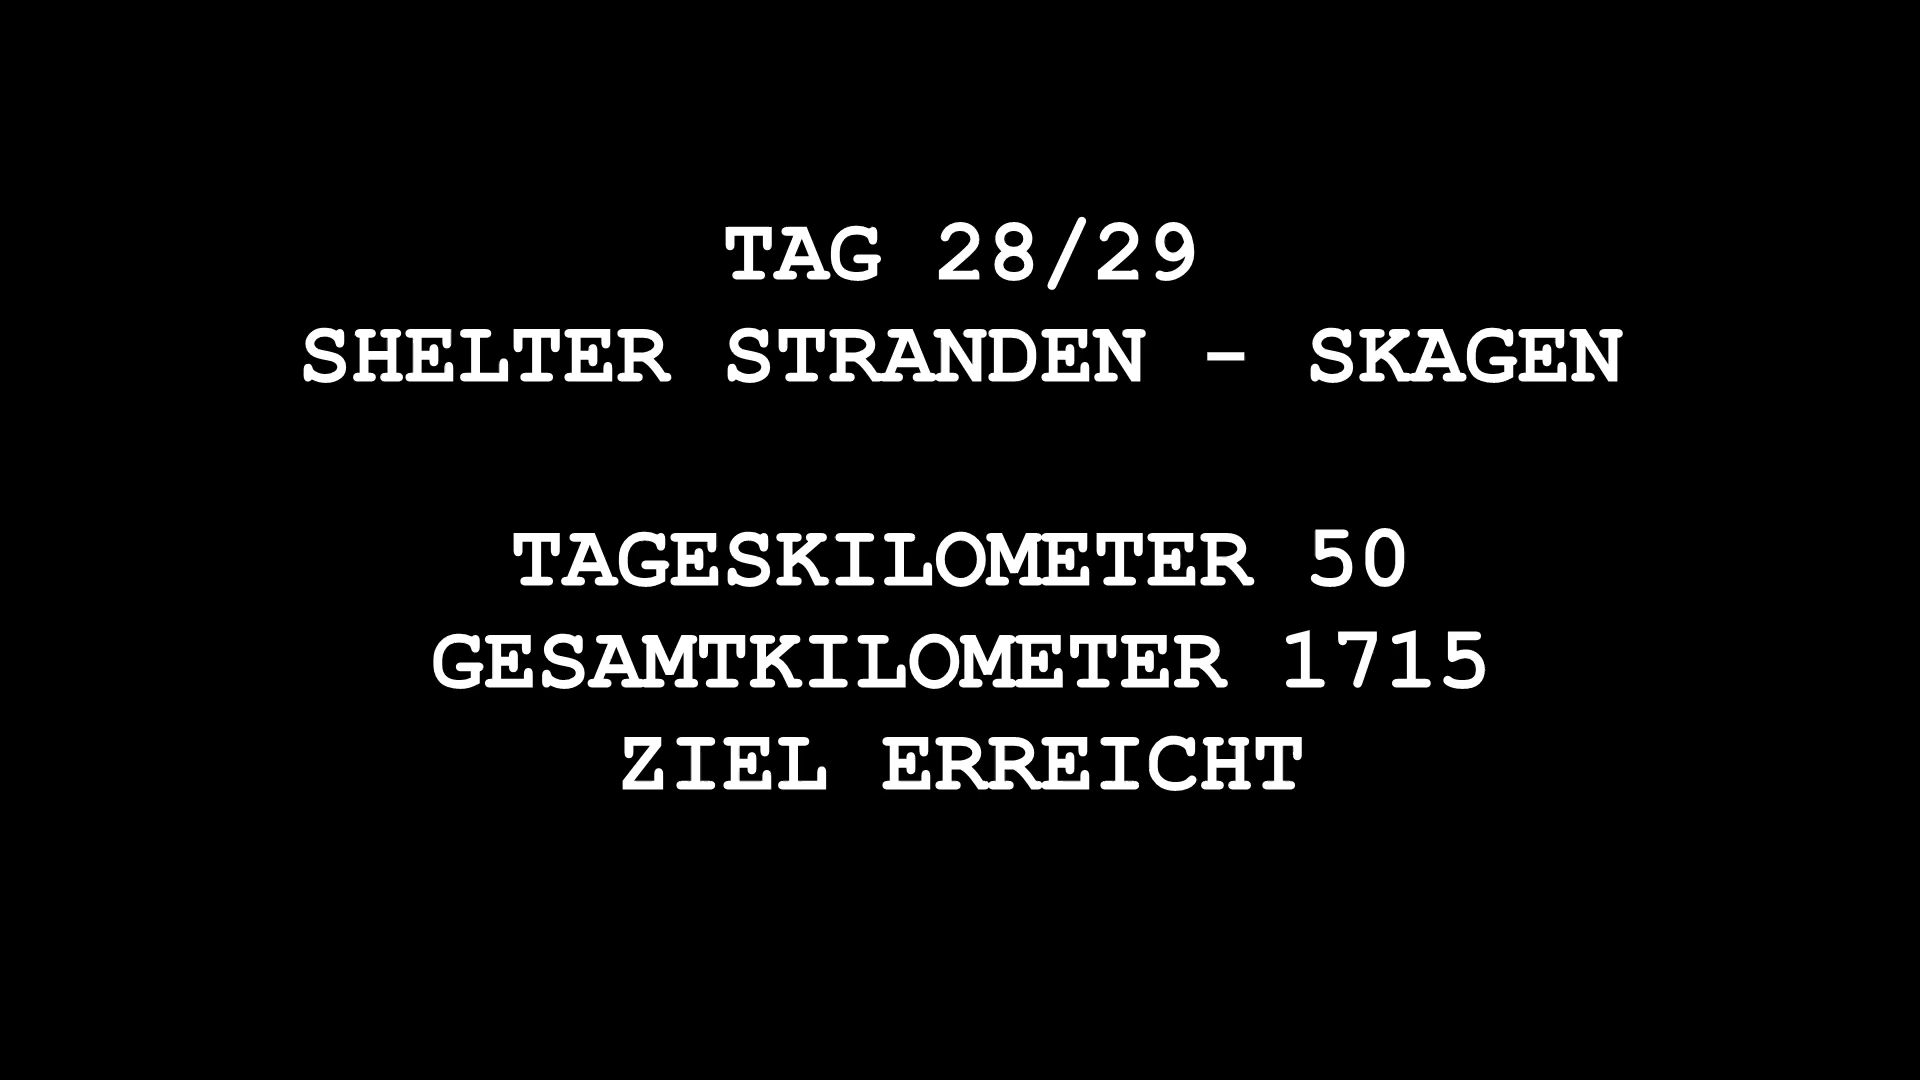 TAG 28/29
SHELTER STRANDEN - SKAGEN
TAGESKILOMETER 50
GESAMTKILOMETER 1715
ZIEL ERREICHT